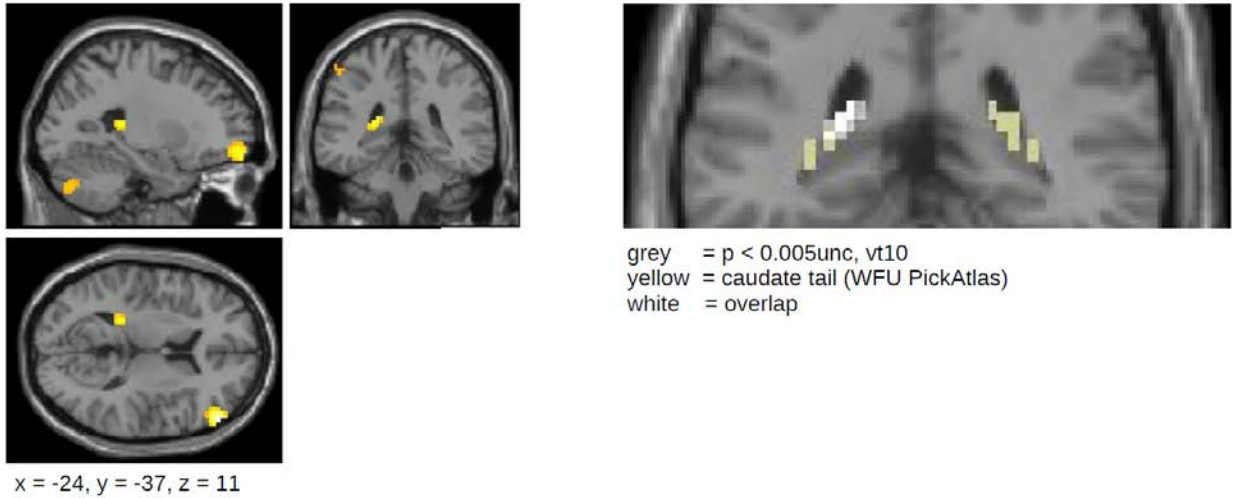 grey = p < 0.005unc, vt10
yellow = caudate tail (WFU PickAtlas)
white = overlap
x = -24, y = -37, z = 11